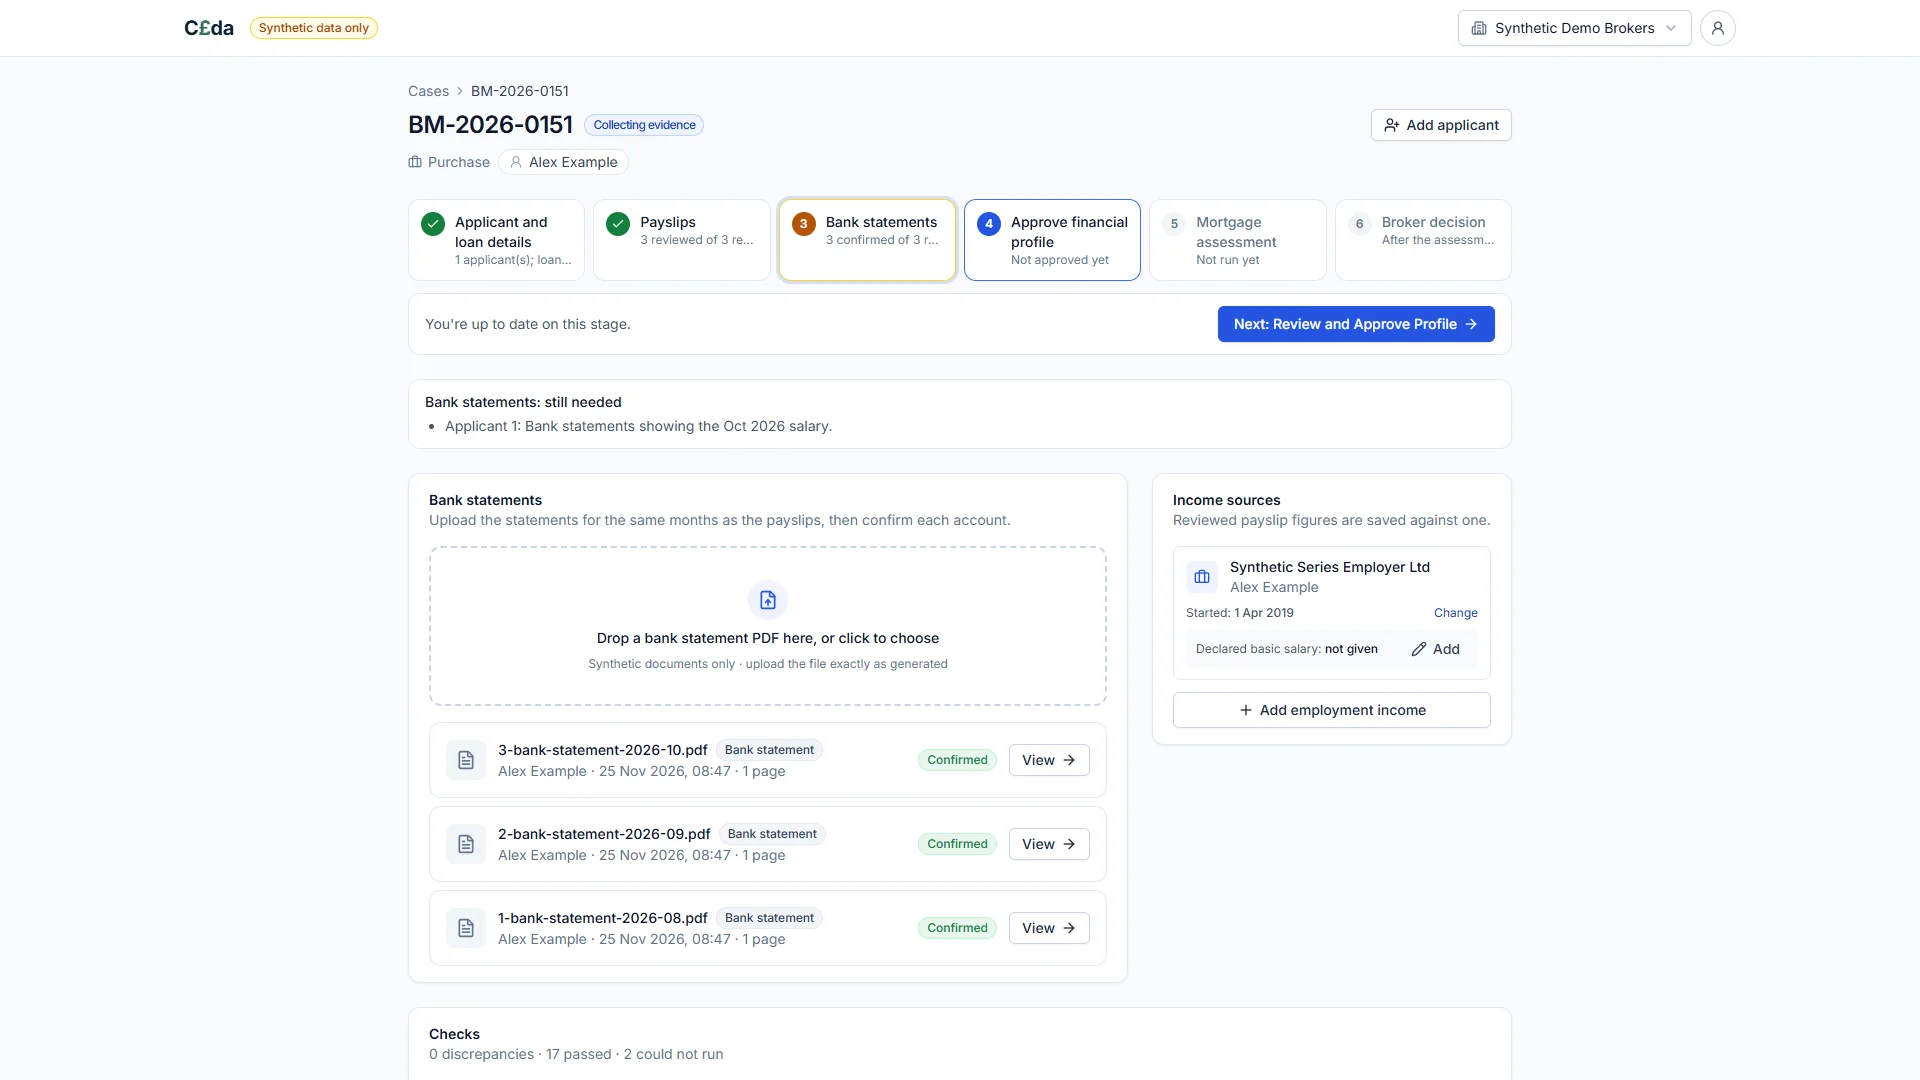 C£da
Synthetic data only
Synthetic Demo Brokers
Cases > BM-2026-0151
BM-2026-0151
Collecting evidence
Add applicant
Purchase
Alex Example
Applicant and
loan details
1 applicant(s); loan...
Payslips
3 reviewed of 3 re...
3
Bank statements
3 confirmed of 3 r...
4
Approve financial
profile
Not approved yet
5
Mortgage
assessment
Not run yet
6
Broker decision
After the assessm...
You're up to date on this stage.
Next: Review and Approve Profile →
Bank statements: still needed
• Applicant 1: Bank statements showing the Oct 2026 salary.
Bank statements
Upload the statements for the same months as the payslips, then confirm each account.
Drop a bank statement PDF here, or click to choose
Synthetic documents only · upload the file exactly as generated
3-bank-statement-2026-10.pdf Bank statement
Alex Example · 25 Nov 2026, 08:47 · 1 page
Confirmed
View →
2-bank-statement-2026-09.pdf Bank statement
Alex Example · 25 Nov 2026, 08:47 · 1 page
Confirmed
View →
1-bank-statement-2026-08.pdf Bank statement
Alex Example · 25 Nov 2026, 08:47 · 1 page
Confirmed
View →
Income sources
Reviewed payslip figures are saved against one.
Synthetic Series Employer Ltd
Alex Example
Started: 1 Apr 2019
Change
Declared basic salary: not given
Add
+ Add employment income
Checks
0 discrepancies · 17 passed · 2 could not run